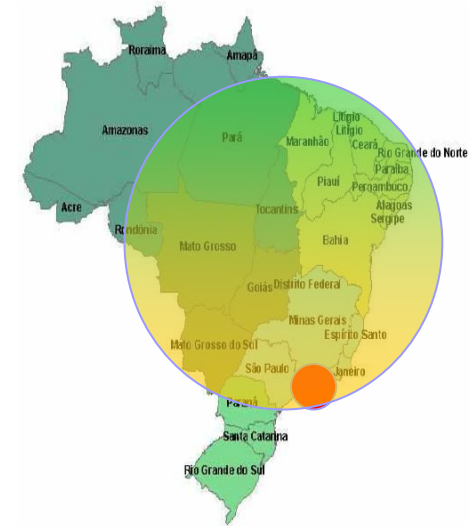 Roraima
Amapá
Amazonas
Pará
Maranhão
Litígio
Litígio
Ceará
Rio Grande do Norte
Paraíba
Piauí
Pernambuco
Acre
Tocantins
Alagoas
Sergipe
Rondônia
Mato Grosso
Bahia
Goiás
Distrito Federal
Minas Gerais
Espírito Santo
Mato Grosso do Sul
São Paulo
Janeiro
Paraná
Santa Catarina
Rio Grande do Sul